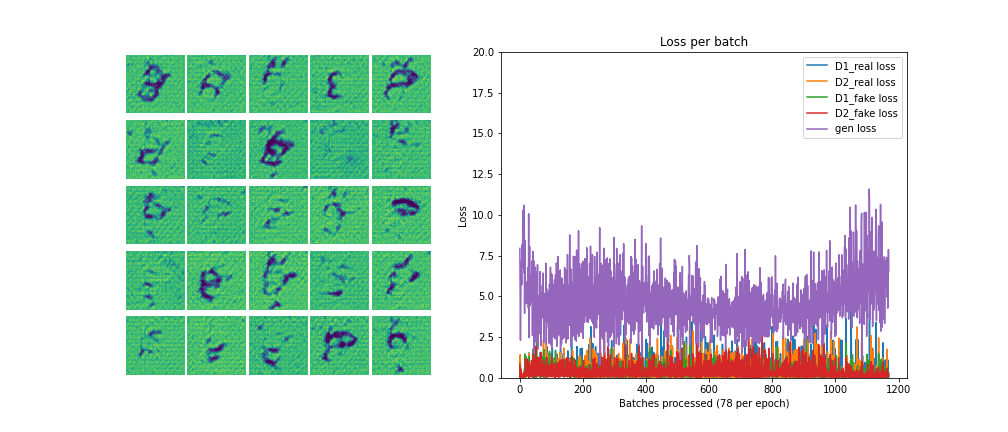 Loss per batch
20.0
17.5
15.0
12.5
10.0
7.5
5.0
2.5
0.0
Loss
D1_real loss
D2_real loss
D1_fake loss
D2_fake loss
gen loss
0 200 400 600 800 1000 1200
Batches processed (78 per epoch)